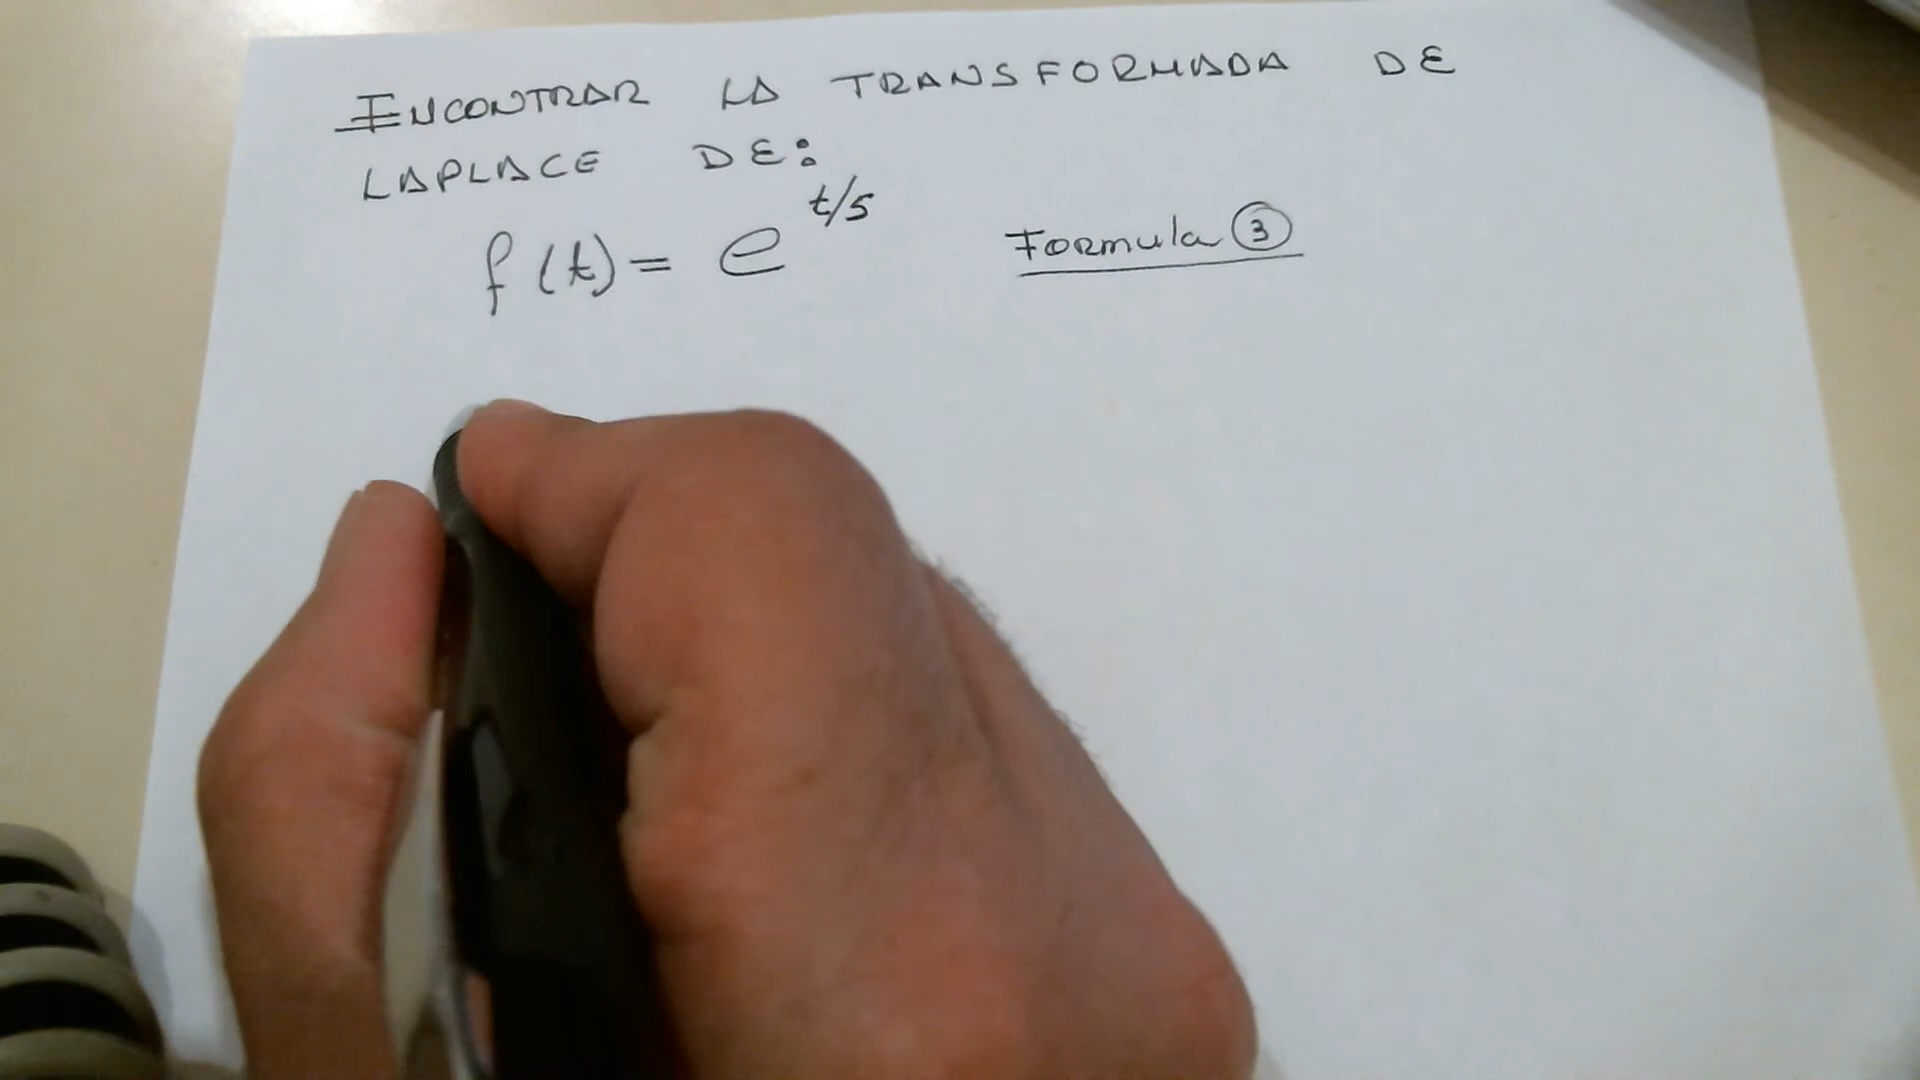 ENCONTRAR LA TRANSFORMADA DE
LAPLACE DE:
f(t) = e^{t/5}
Formula ③